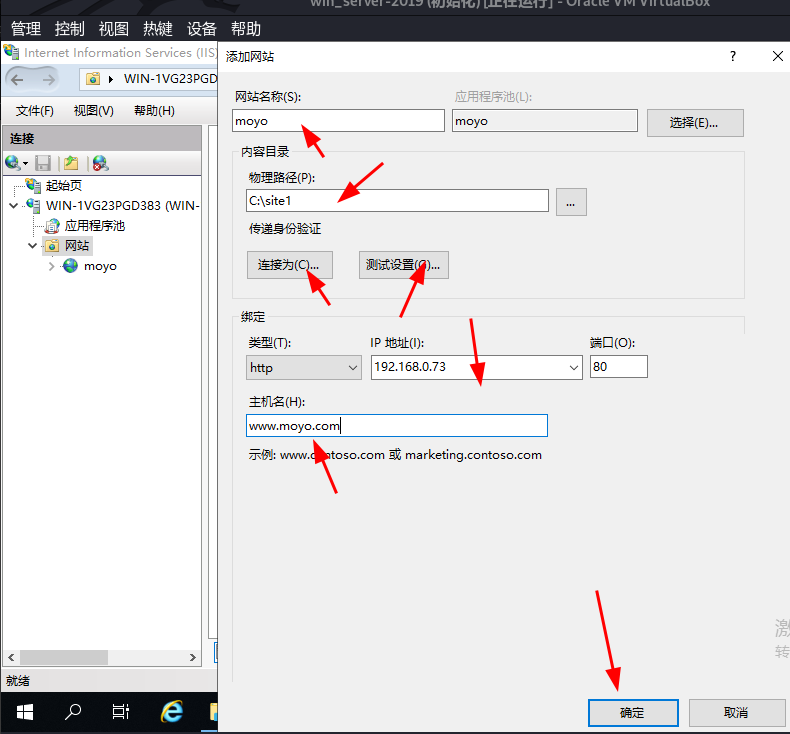 win_server-2019 (初始化) [正在运行] - Oracle VM VirtualBox
管理 控制 视图 热键 设备 帮助
Internet Information Services (IIS)
添加网站 ?
WIN-1VG23PGD
文件(F) 视图(V) 帮助(H)
连接
起始页
WIN-1VG23PGD383 (WIN-
应用程序池
网站
moyo
就绪
网站名称(S): 应用程序池(L):
moyo moyo 选择(E)...
内容目录
物理路径(P):
C:\site1 ...
传递身份验证
连接为(C)... 测试设置(G)...
绑定
类型(T): IP 地址(I): 端口(O):
http 192.168.0.73 80
主机名(H):
www.moyo.com
示例: www.contoso.com 或 marketing.contoso.com
激
转
确定 取消